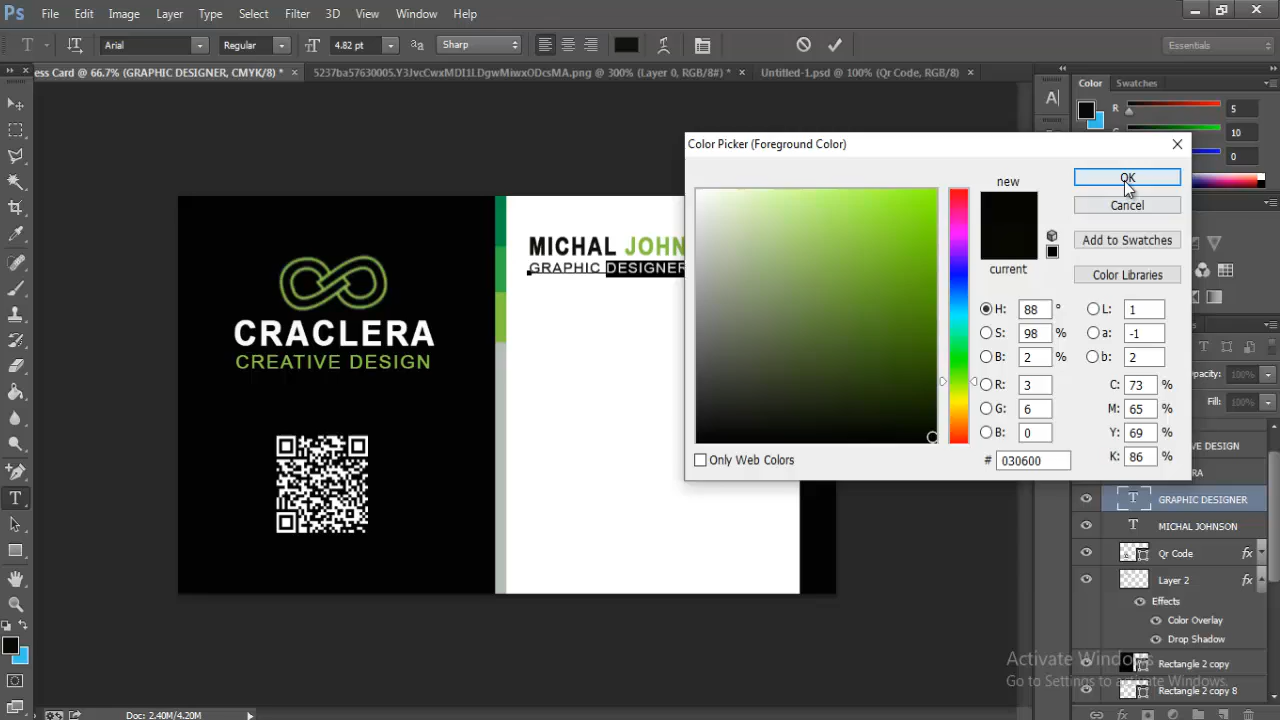 Ps File Edit Image Layer Type Select Filter 3D View Window Help
T Arial Regular 4.82 pt Sharp Essentials
ess Card @ 66.7% (GRAPHIC DESIGNER, CMYK/8) * × 5237ba57630005.Y3JvcCwxMDI1LDgwMiwxODcsMA.png @ 300% (Layer 0, RGB/8#) * × Untitled-1.psd @ 100% (Qr Code, RGB/8) ×
Color Swatches
R 5
10
0
Color Picker (Foreground Color)
new
current
OK
Cancel
Add to Swatches
Color Libraries
H: 88 ° L: 1
S: 98 % a: -1
B: 2 % b: 2
R: 3 C: 73 %
G: 6 M: 65 %
B: 0 Y: 69 %
# 030600 K: 86 %
Only Web Colors
MICHAL JOHN
GRAPHIC DESIGNER
CRACLERA
CREATIVE DESIGN
Opacity: 100%
Fill: 100%
VE DESIGN
RA
T GRAPHIC DESIGNER
T MICHAL JOHNSON
Qr Code fx
Layer 2 fx
Effects
Color Overlay
Drop Shadow
Rectangle 2 copy
Rectangle 2 copy 8
Activate Windows
Go to Settings to activate Windows.
Doc: 2.40M/4.20M